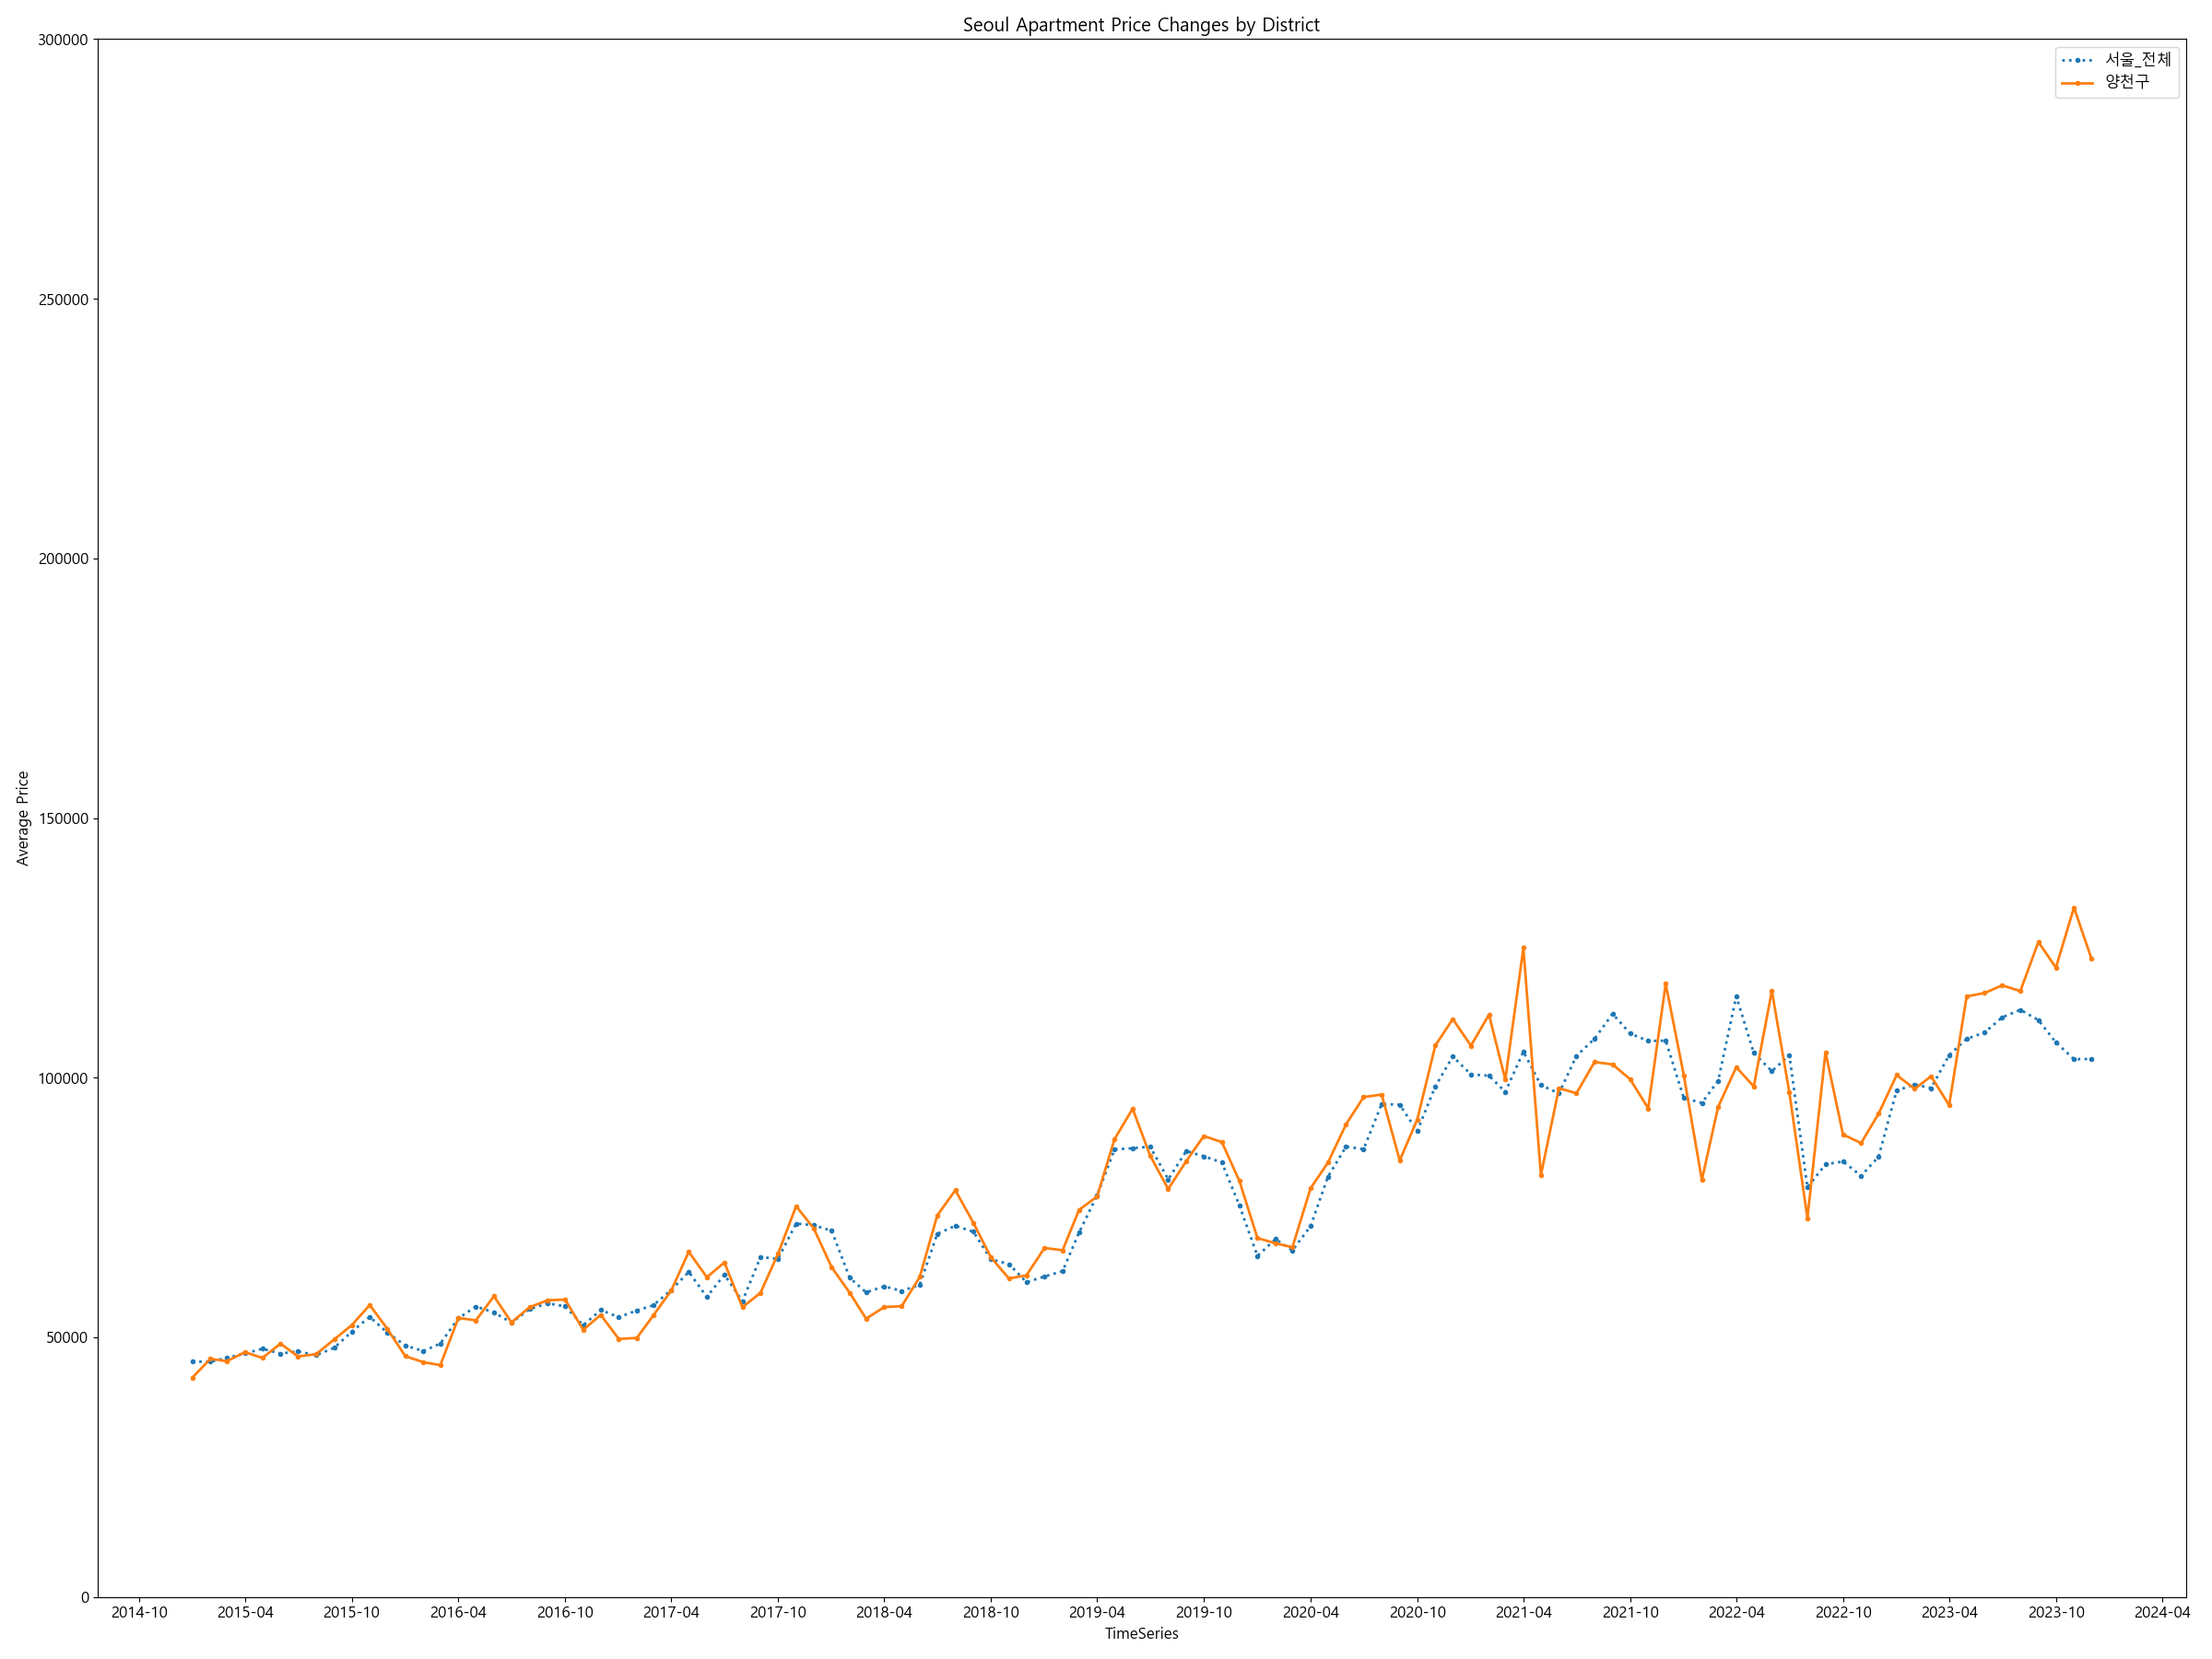 Seoul Apartment Price Changes by District
서울_전체
양천구
Average Price
300000
250000
200000
150000
100000
50000
0
2014-10 2015-04 2015-10 2016-04 2016-10 2017-04 2017-10 2018-04 2018-10 2019-04 2019-10 2020-04 2020-10 2021-04 2021-10 2022-04 2022-10 2023-04 2023-10 2024-04
TimeSeries